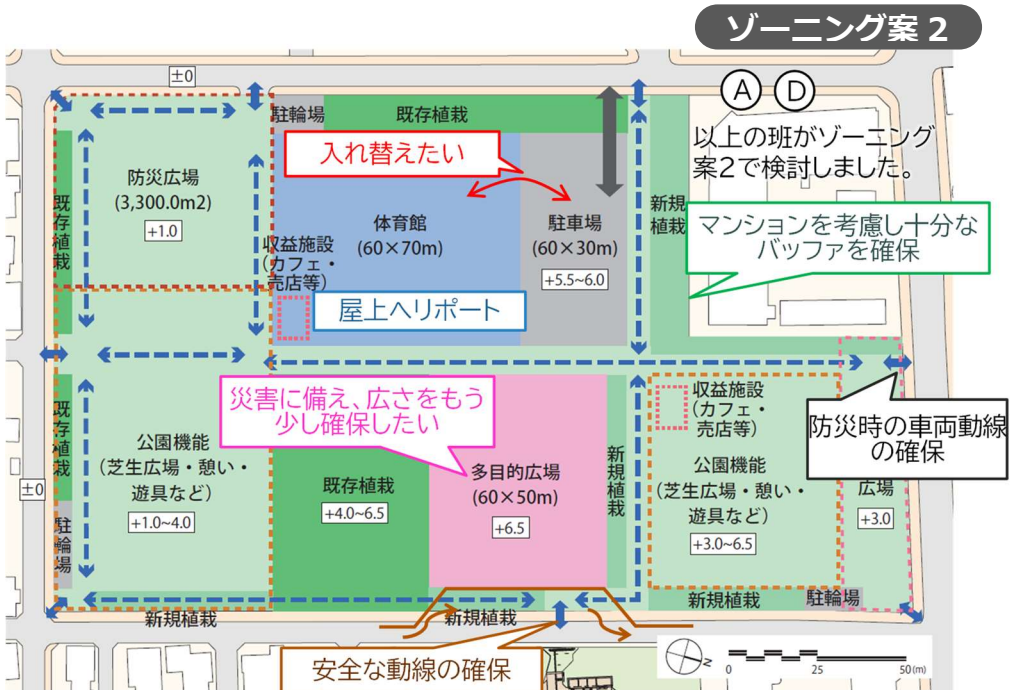 ゾーニング案2
±0
A D
以上の班がゾーニング
案2で検討しました。
駐輪場
既存植栽
入れ替えたい
防災広場
(3,300.0m2)
+1.0
既存植栽
体育館
(60×70m)
駐車場
(60×30m)
+5.5~6.0
新規
植栽
マンションを考慮し十分な
バッファを確保
収益施設
(カフェ・
売店等)
屋上ヘリポート
災害に備え、広さをもう
少し確保したい
収益施設
(カフェ・
売店等)
防災時の車両動線
の確保
既存植栽
公園機能
(芝生広場・憩い・
遊具など)
+1.0~4.0
±0
既存植栽
+4.0~6.5
多目的広場
(60×50m)
+6.5
新規植栽
公園機能
(芝生広場・憩い・
遊具など)
+3.0~6.5
広場
+3.0
駐輪場
新規植栽
新規植栽
新規植栽
駐輪場
安全な動線の確保
N
0 25 50(m)